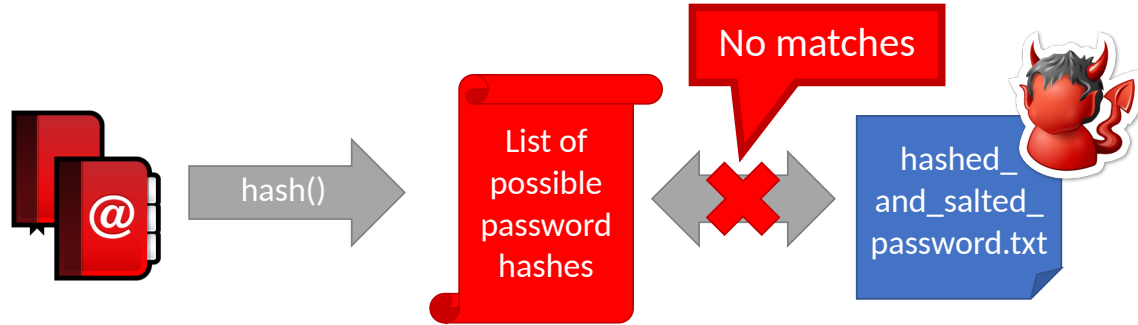 No matches
@
hash()
List of
possible
password
hashes
hashed_
and_salted_
password.txt